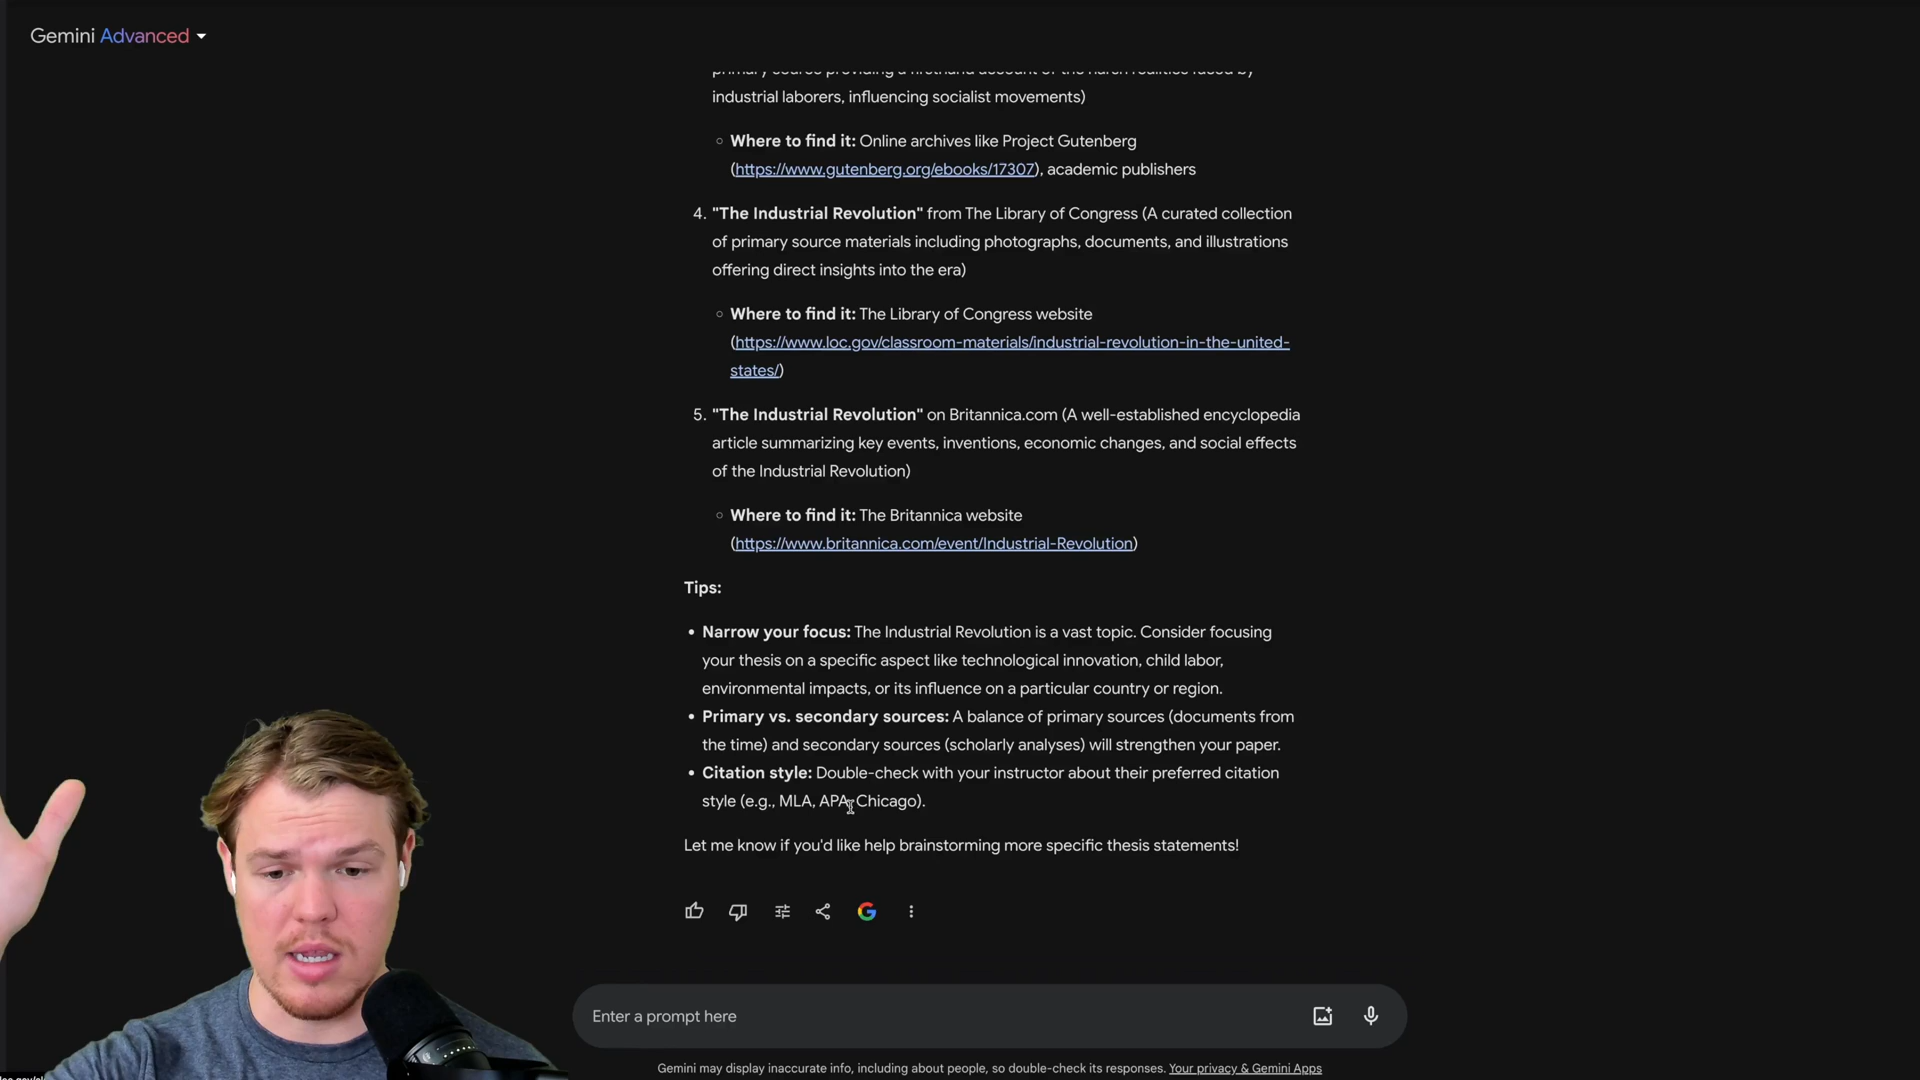 Gemini Advanced
primary source providing a firsthand account of the harsh realities faced by
industrial laborers, influencing socialist movements)
Where to find it: Online archives like Project Gutenberg
(https://www.gutenberg.org/ebooks/17307), academic publishers
4. "The Industrial Revolution" from The Library of Congress (A curated collection
of primary source materials including photographs, documents, and illustrations
offering direct insights into the era)
Where to find it: The Library of Congress website
(https://www.loc.gov/classroom-materials/industrial-revolution-in-the-united-
states/)
5. "The Industrial Revolution" on Britannica.com (A well-established encyclopedia
article summarizing key events, inventions, economic changes, and social effects
of the Industrial Revolution)
Where to find it: The Britannica website
(https://www.britannica.com/event/Industrial-Revolution)
Tips:
• Narrow your focus: The Industrial Revolution is a vast topic. Consider focusing
your thesis on a specific aspect like technological innovation, child labor,
environmental impacts, or its influence on a particular country or region.
• Primary vs. secondary sources: A balance of primary sources (documents from
the time) and secondary sources (scholarly analyses) will strengthen your paper.
• Citation style: Double-check with your instructor about their preferred citation
style (e.g., MLA, APA, Chicago).
Let me know if you'd like help brainstorming more specific thesis statements!
Enter a prompt here
Gemini may display inaccurate info, including about people, so double-check its responses. Your privacy & Gemini Apps